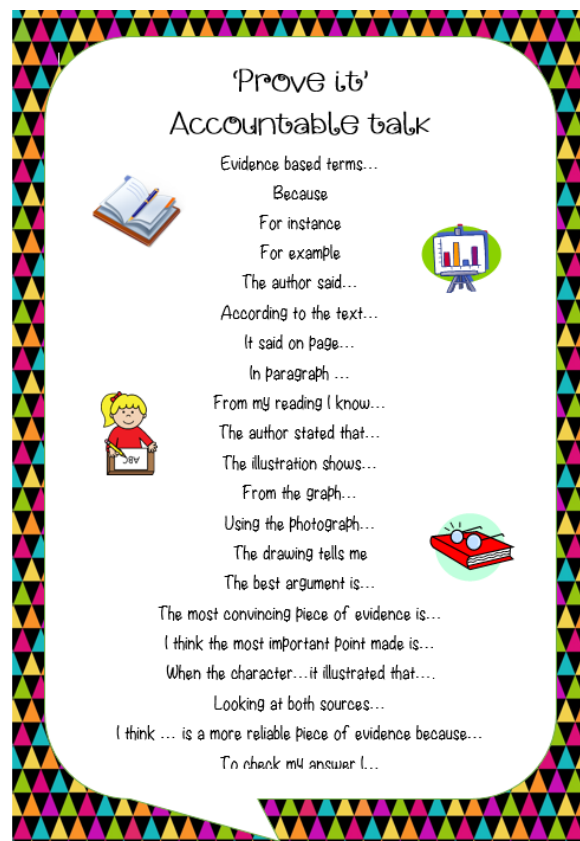 'Prove it'
Accountable talk
Evidence based terms...
Because
For instance
For example
The author said...
According to the text...
It said on page...
In paragraph ...
From my reading I know...
The author stated that...
ABC
The illustration shows...
From the graph...
Using the photograph...
The drawing tells me
The best argument is...
The most convincing piece of evidence is...
I think the most important point made is...
When the character...it illustrated that....
Looking at both sources...
I think ... is a more reliable piece of evidence because...
To check my answer I...